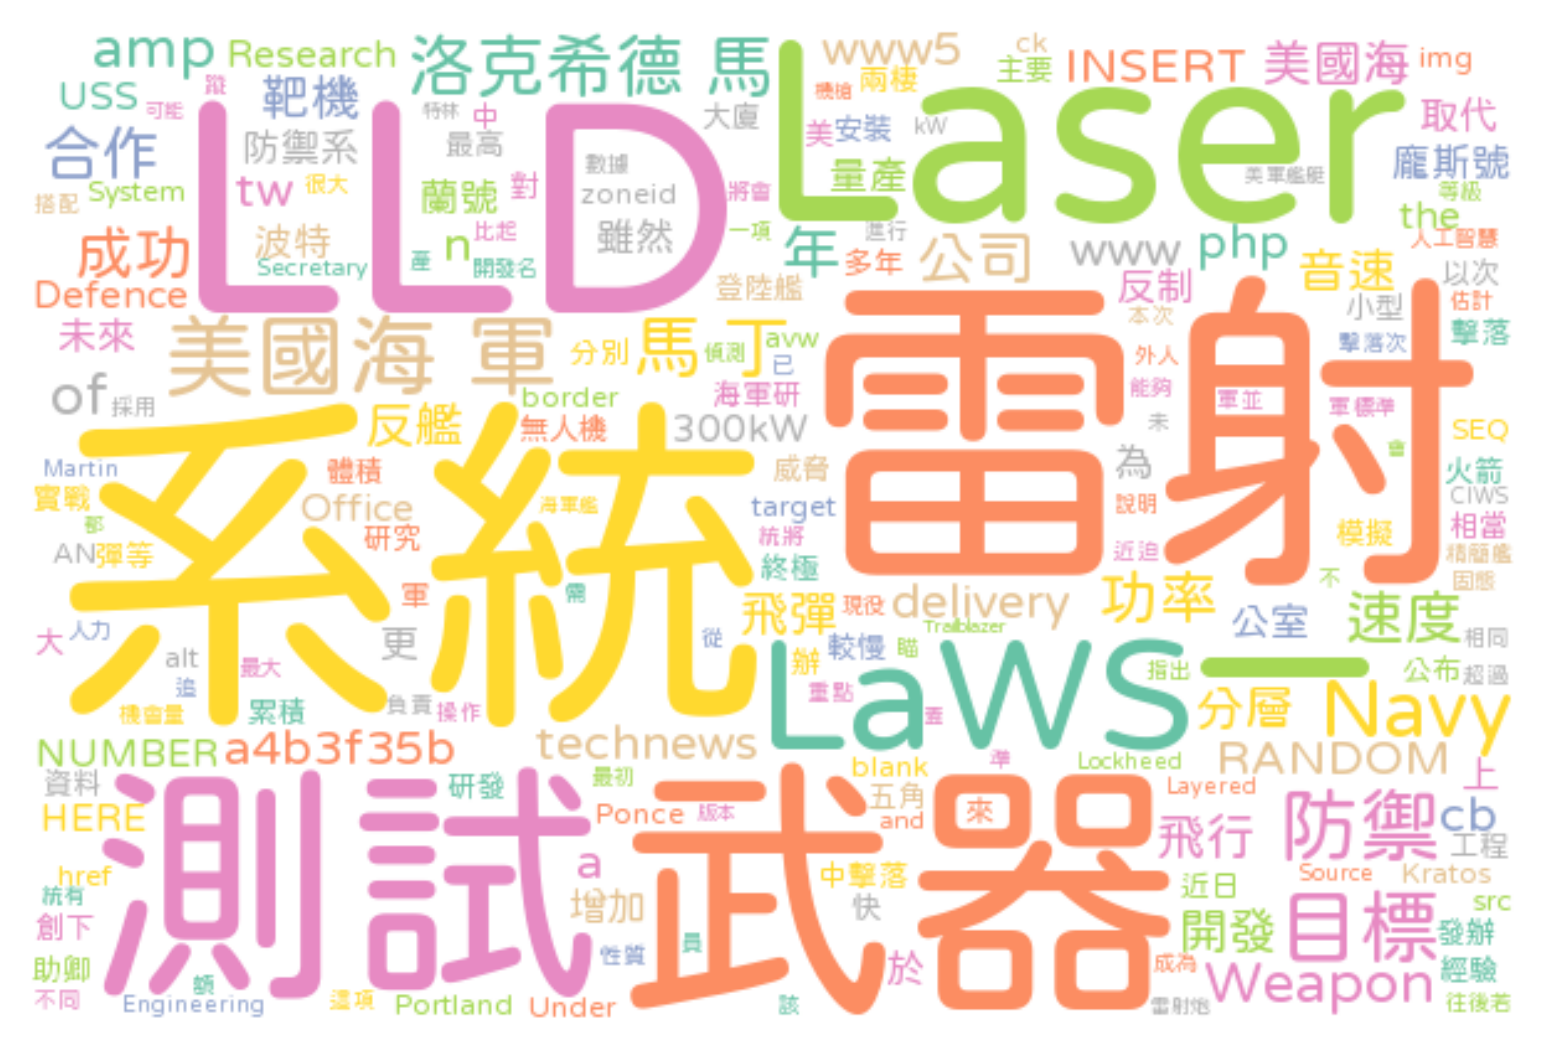 amp
Research
洛克希德 馬
Laser
www5
ck
主要
INSERT
美國海
img
USS
可能
蹤
靶機
LLD
特林
中
大廈
兩棲
機槍
美
安裝
kW
取代
合作
防禦系
最高
數據
量產
龐斯號
美軍艦艇
等級
搭配
System
tw
很大
蘭號
對
zoneid
將會
the
成功
波特
n
比起
雖然
一項
年
進行
多年
公司
www
php
音速
人工智慧
以次
Secretary
產
開發名
Defence
登陸艦
反制
小型
估計
未來
美國海 軍
分別
馬丁
偵測
avw
已
雷射
本次
擊落次
擊落
of
採用
border
海軍研
外人
能夠
軍並
軍標準
反艦
無人機
300kW
未
會
SEQ
系統
Martin
體積
威脅
為
火箭
CIWS
實戰
都
Office
海軍艦
target
說明
相當
研究
統將
近迫
模擬
精簡艦
AN
彈等
終極
不
固態
軍
需
飛彈
現役
delivery
功率
速度
大
人力
更
從
Trailblazer
公室
相同
alt
最大
追
辦
較慢
瞄
LaWS
一
指出
公布
超過
機會量
累積
負責
操作
重點
分層
Navy
NUMBER
a4b3f35b
technews
準
Lockheed
RANDOM
資料
測試
研發
最初
blank
Layered
上
HERE
Ponce
版本
武器
五角
and
來
飛行
防禦
cb
工程
href
a
中擊落
Source
Kratos
統有
增加
快
近日
src
創下
開發
目標
發辦
助卿
性質
員
於
成為
Weapon
經驗
不同
額
Engineering
這項
Portland
Under
該
雷射炮
往後若